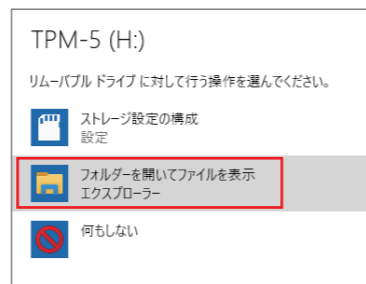 TPM-5 (H:)
リムーバブル ドライブ に対して行う操作を選んでください。
ストレージ設定の構成
設定
フォルダーを開いてファイルを表示
エクスプローラー
何もしない